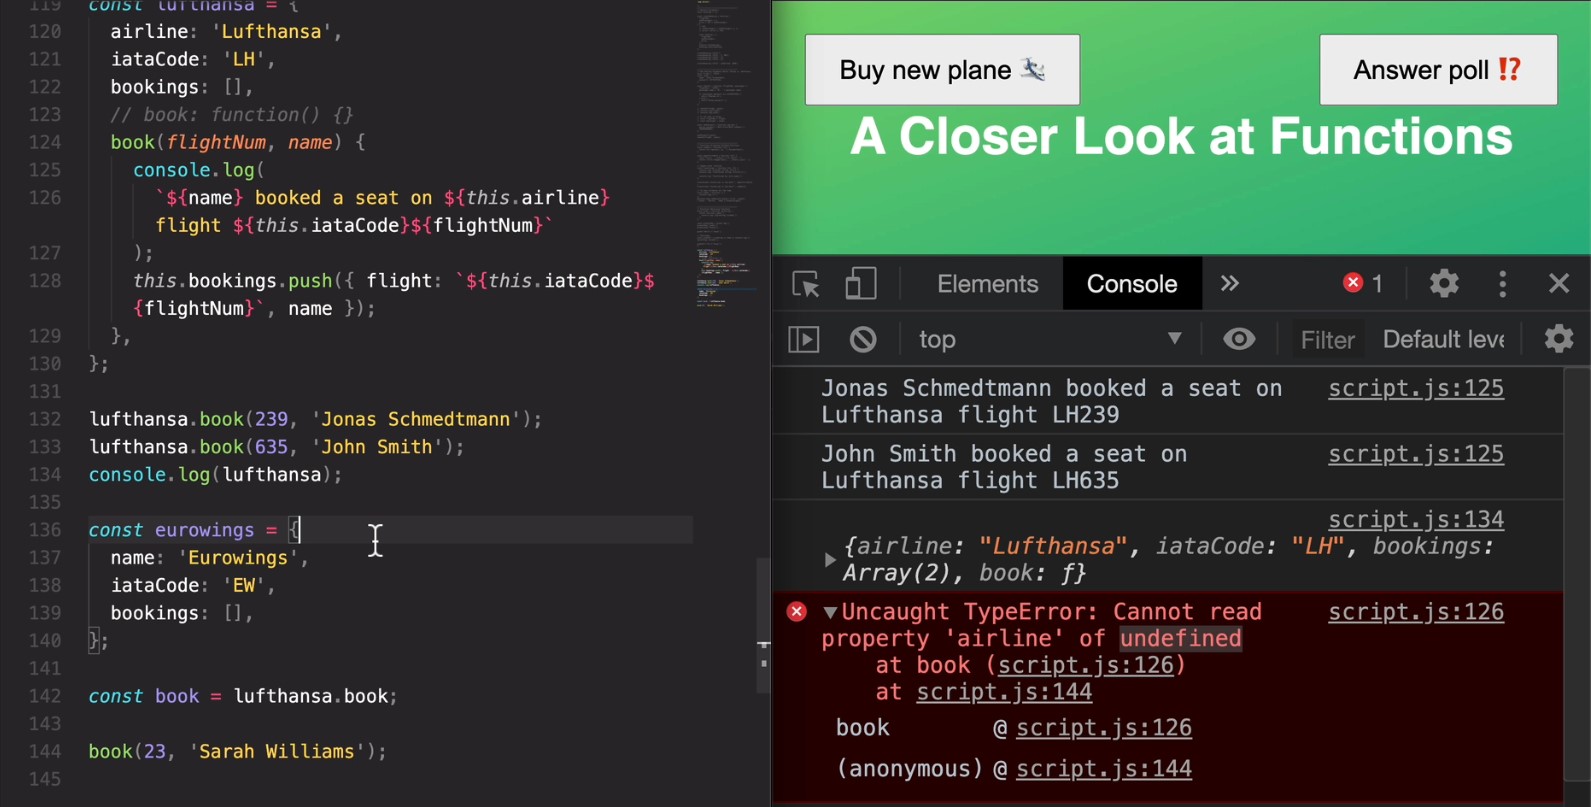 119 const lufthansa = {
120 airline: 'Lufthansa',
121 iataCode: 'LH',
122 bookings: [],
123 // book: function() {}
124 book(flightNum, name) {
125 console.log(
126 `${name} booked a seat on ${this.airline}
flight ${this.iataCode}${flightNum}`
127 );
128 this.bookings.push({ flight: `${this.iataCode}$
{flightNum}`, name });
129 },
130 };
131
132 lufthansa.book(239, 'Jonas Schmedtmann');
133 lufthansa.book(635, 'John Smith');
134 console.log(lufthansa);
135
136 const eurowings = {
137 name: 'Eurowings',
138 iataCode: 'EW',
139 bookings: [],
140 };
141
142 const book = lufthansa.book;
143
144 book(23, 'Sarah Williams');
145
Buy new plane 🛩 Answer poll ⁉️
A Closer Look at Functions
Elements Console » 1
top Filter Default leve
Jonas Schmedtmann booked a seat on script.js:125
Lufthansa flight LH239
John Smith booked a seat on script.js:125
Lufthansa flight LH635
script.js:134
{airline: "Lufthansa", iataCode: "LH", bookings:
Array(2), book: ƒ}
Uncaught TypeError: Cannot read script.js:126
property 'airline' of undefined
at book (script.js:126)
at script.js:144
book @ script.js:126
(anonymous) @ script.js:144